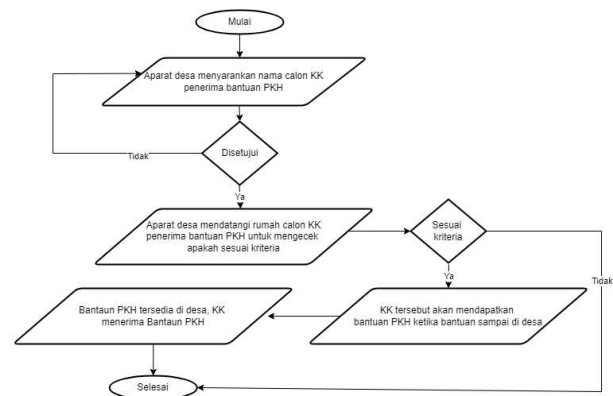 Mulai
Aparat desa menyarankan nama calon KK
penerima bantuan PKH
Tidak
Disetujui
Ya
Aparat desa mendatangi rumah calon KK
penerima bantuan PKH untuk mengecek
apakah sesuai kriteria
Sesuai
kriteria
Tidak
Ya
Bantaun PKH tersedia di desa, KK
menerima Bantaun PKH
KK tersebut akan mendapatkan
bantuan PKH ketika bantuan sampai di desa
Selesai